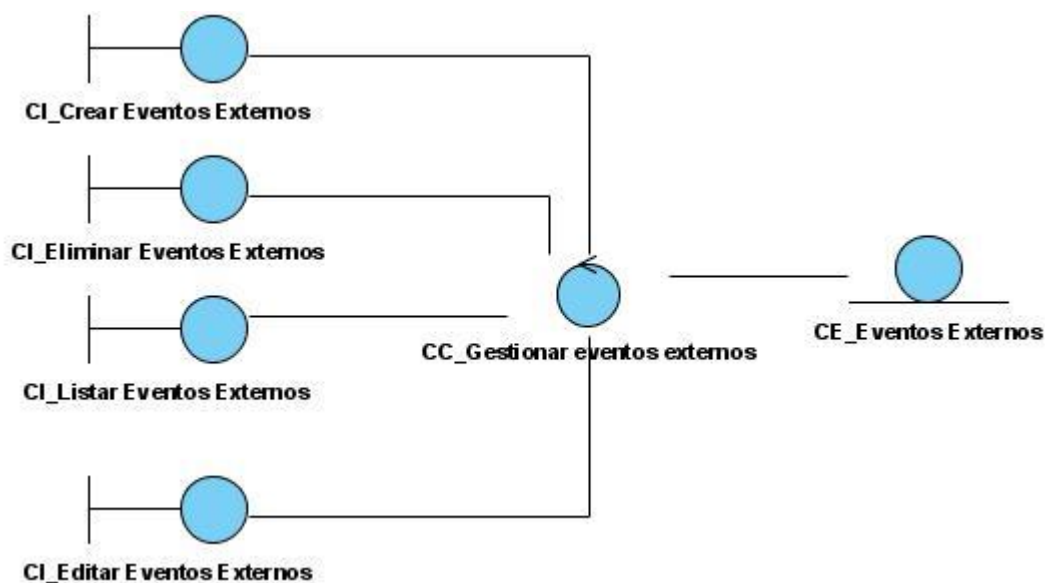 CI_Crear Eventos Externos
CI_Eliminar Eventos Externos
CI_Listar Eventos Externos
CC_Gestionar eventos externos
CE_Eventos Externos
CI_Editar Eventos Externos